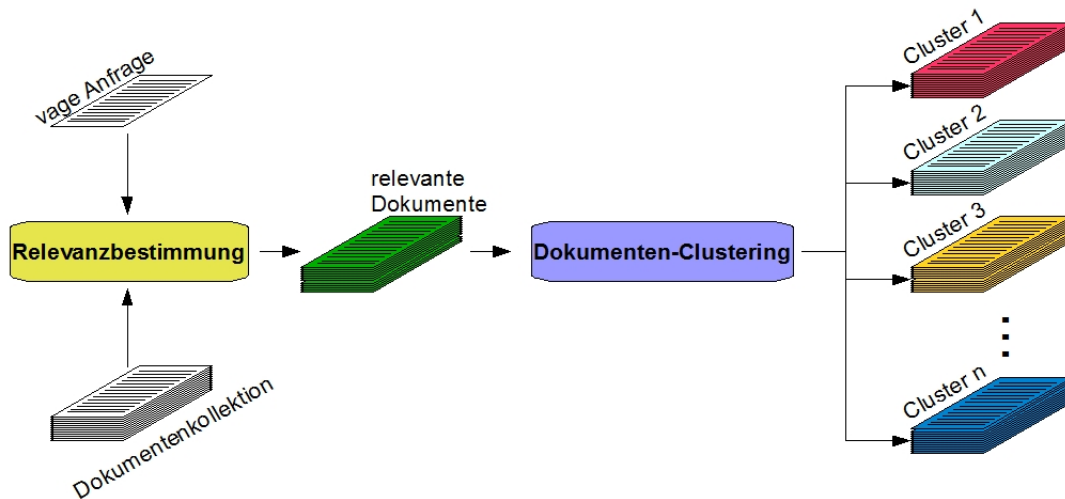 vage Anfrage
Relevanzbestimmung
Dokumentenkollektion
relevante
Dokumente
Dokumenten-Clustering
Cluster 1
Cluster 2
Cluster 3
Cluster n